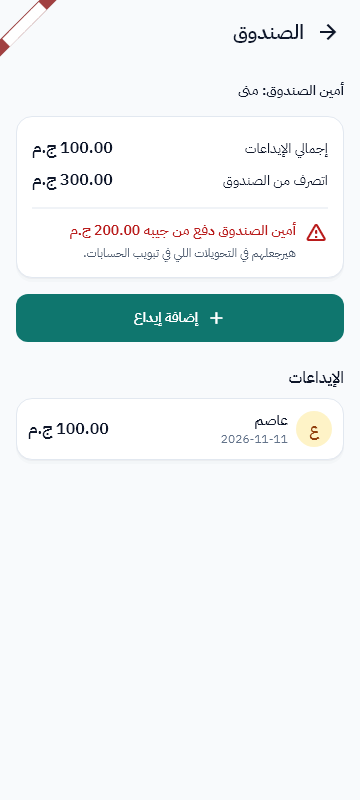 الصندوق
أمين الصندوق: منى
إجمالي الإيداعات 100.00 ج.م
اتصرف من الصندوق 300.00 ج.م
أمين الصندوق دفع من جيبه 200.00 ج.م
هيرجعلهم في التحويلات اللي في تبويب الحسابات.
إضافة إيداع
الإيداعات
ع
عاصم 100.00 ج.م
2026-11-11